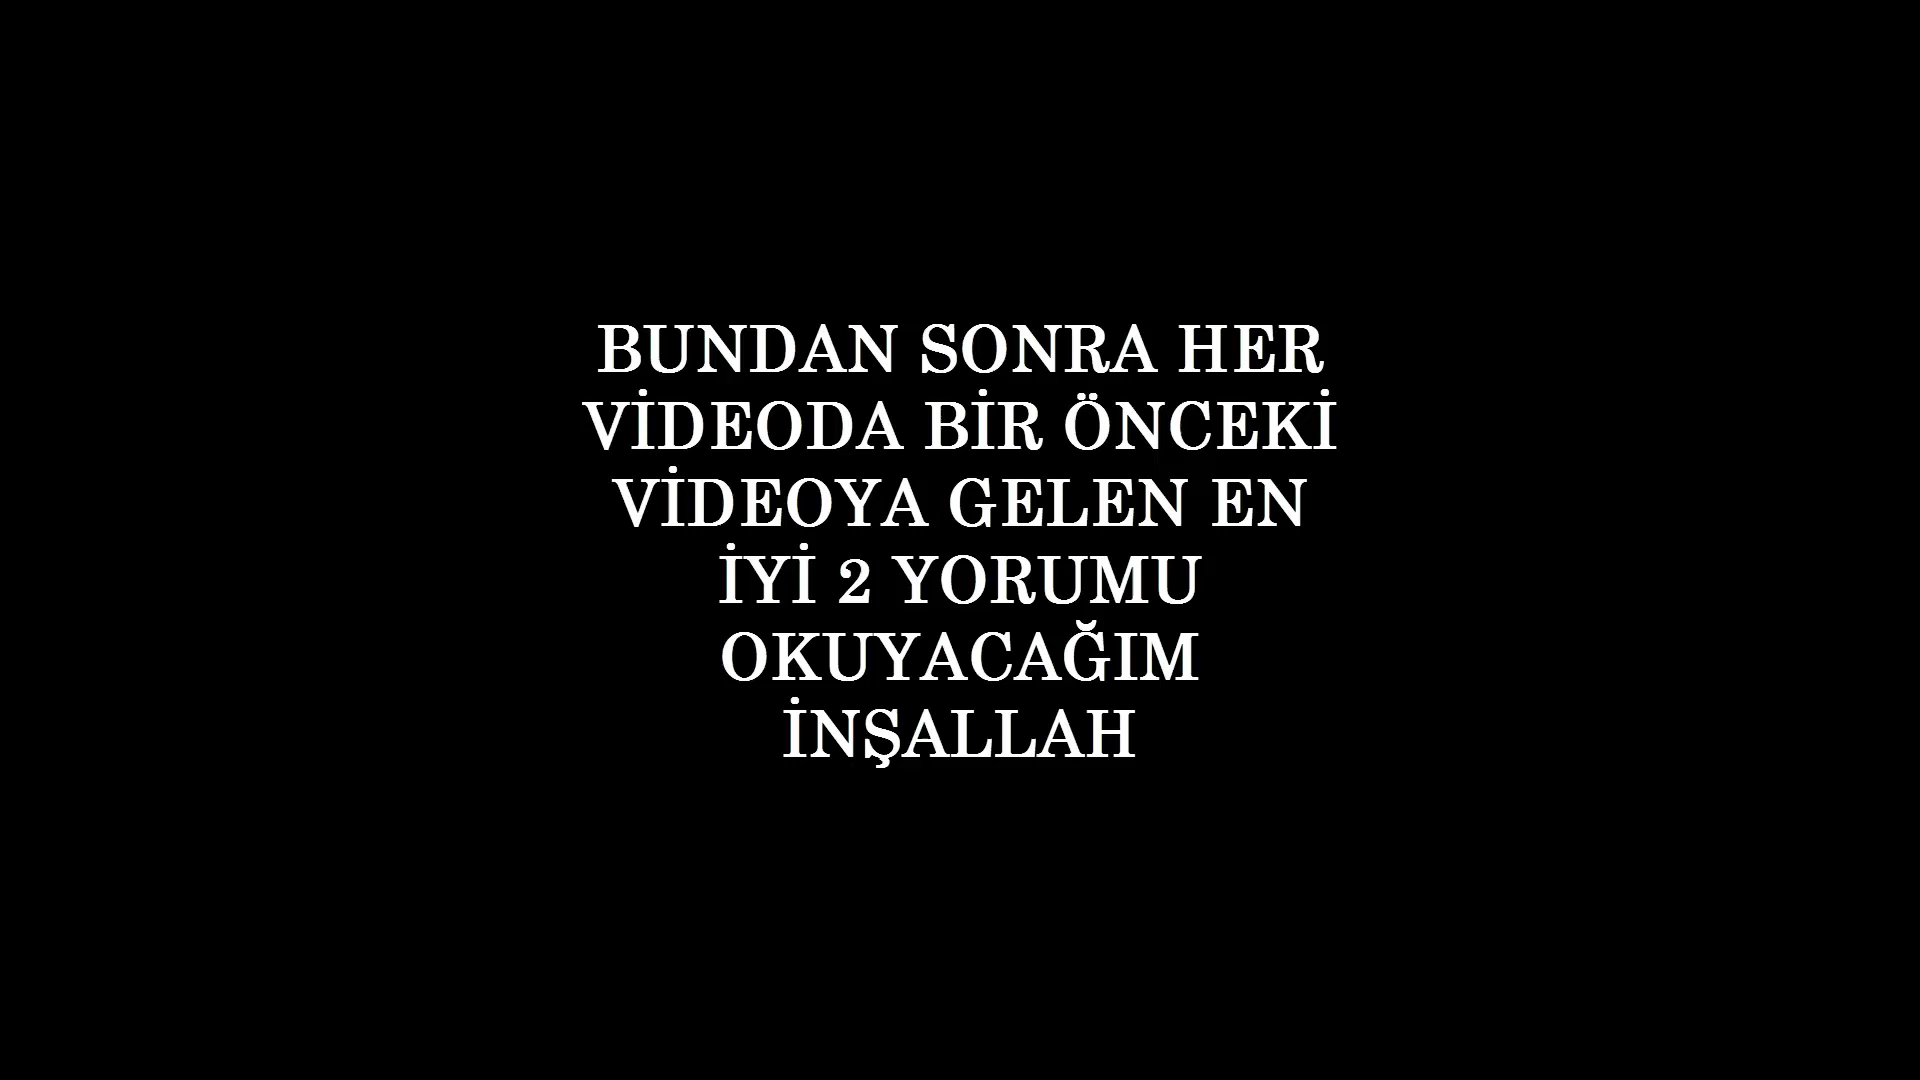 BUNDAN SONRA HER
VİDEODA BİR ÖNCEKİ
VİDEOYA GELEN EN
İYİ 2 YORUMU
OKUYACAĞIM
İNŞALLAH